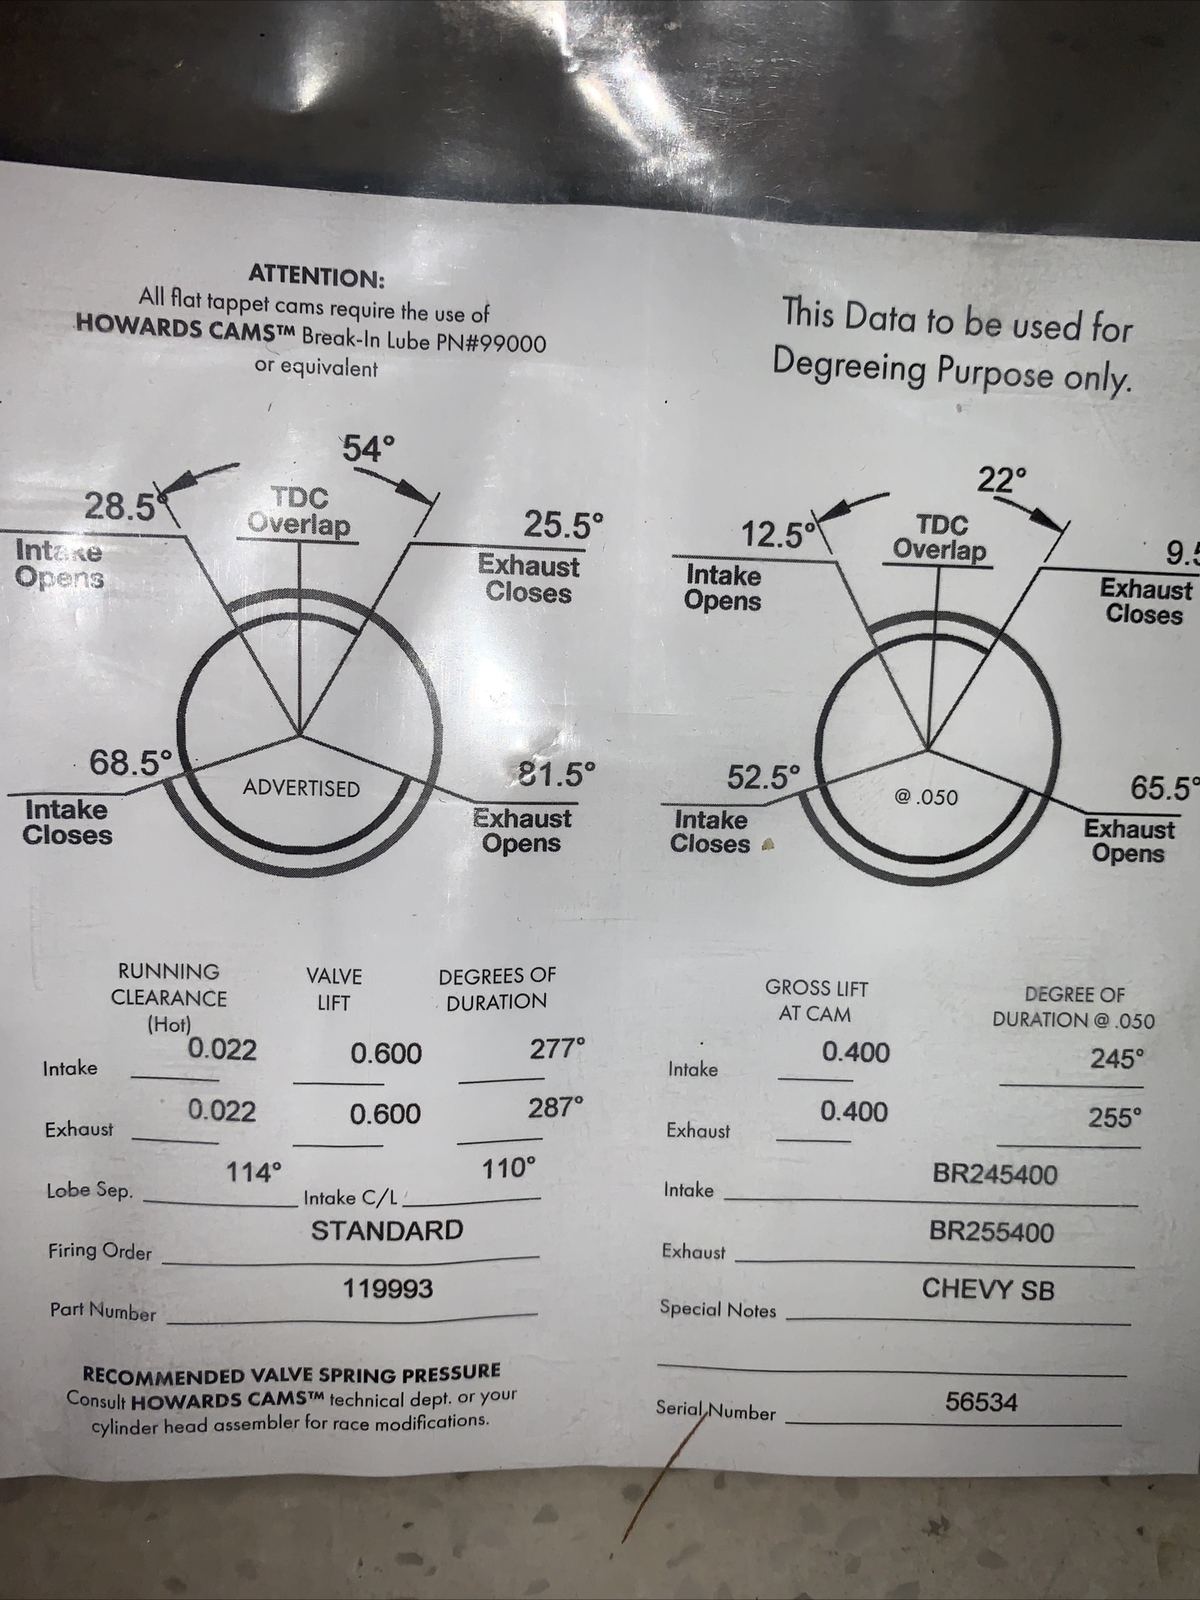 ATTENTION:
All flat tappet cams require the use of
HOWARDS CAMS™ Break-In Lube PN#99000
or equivalent
This Data to be used for
Degreeing Purpose only.
54°
28.5°
TDC
Overlap
25.5°
Intake
Opens
Exhaust
Closes
68.5°
ADVERTISED
81.5°
Intake
Closes
Exhaust
Opens
22°
12.5°
TDC
Overlap
9.5
Intake
Opens
Exhaust
Closes
52.5°
@ .050
65.5°
Intake
Closes
Exhaust
Opens
RUNNING
CLEARANCE
(Hot)
VALVE
LIFT
DEGREES OF
DURATION
Intake 0.022 0.600 277°
Exhaust 0.022 0.600 287°
Lobe Sep. 114° Intake C/L 110°
Firing Order STANDARD
Part Number 119993
RECOMMENDED VALVE SPRING PRESSURE
Consult HOWARDS CAMS™ technical dept. or your
cylinder head assembler for race modifications.
GROSS LIFT
AT CAM
DEGREE OF
DURATION @ .050
Intake 0.400 245°
Exhaust 0.400 255°
Intake BR245400
Exhaust BR255400
Special Notes CHEVY SB
Serial Number 56534